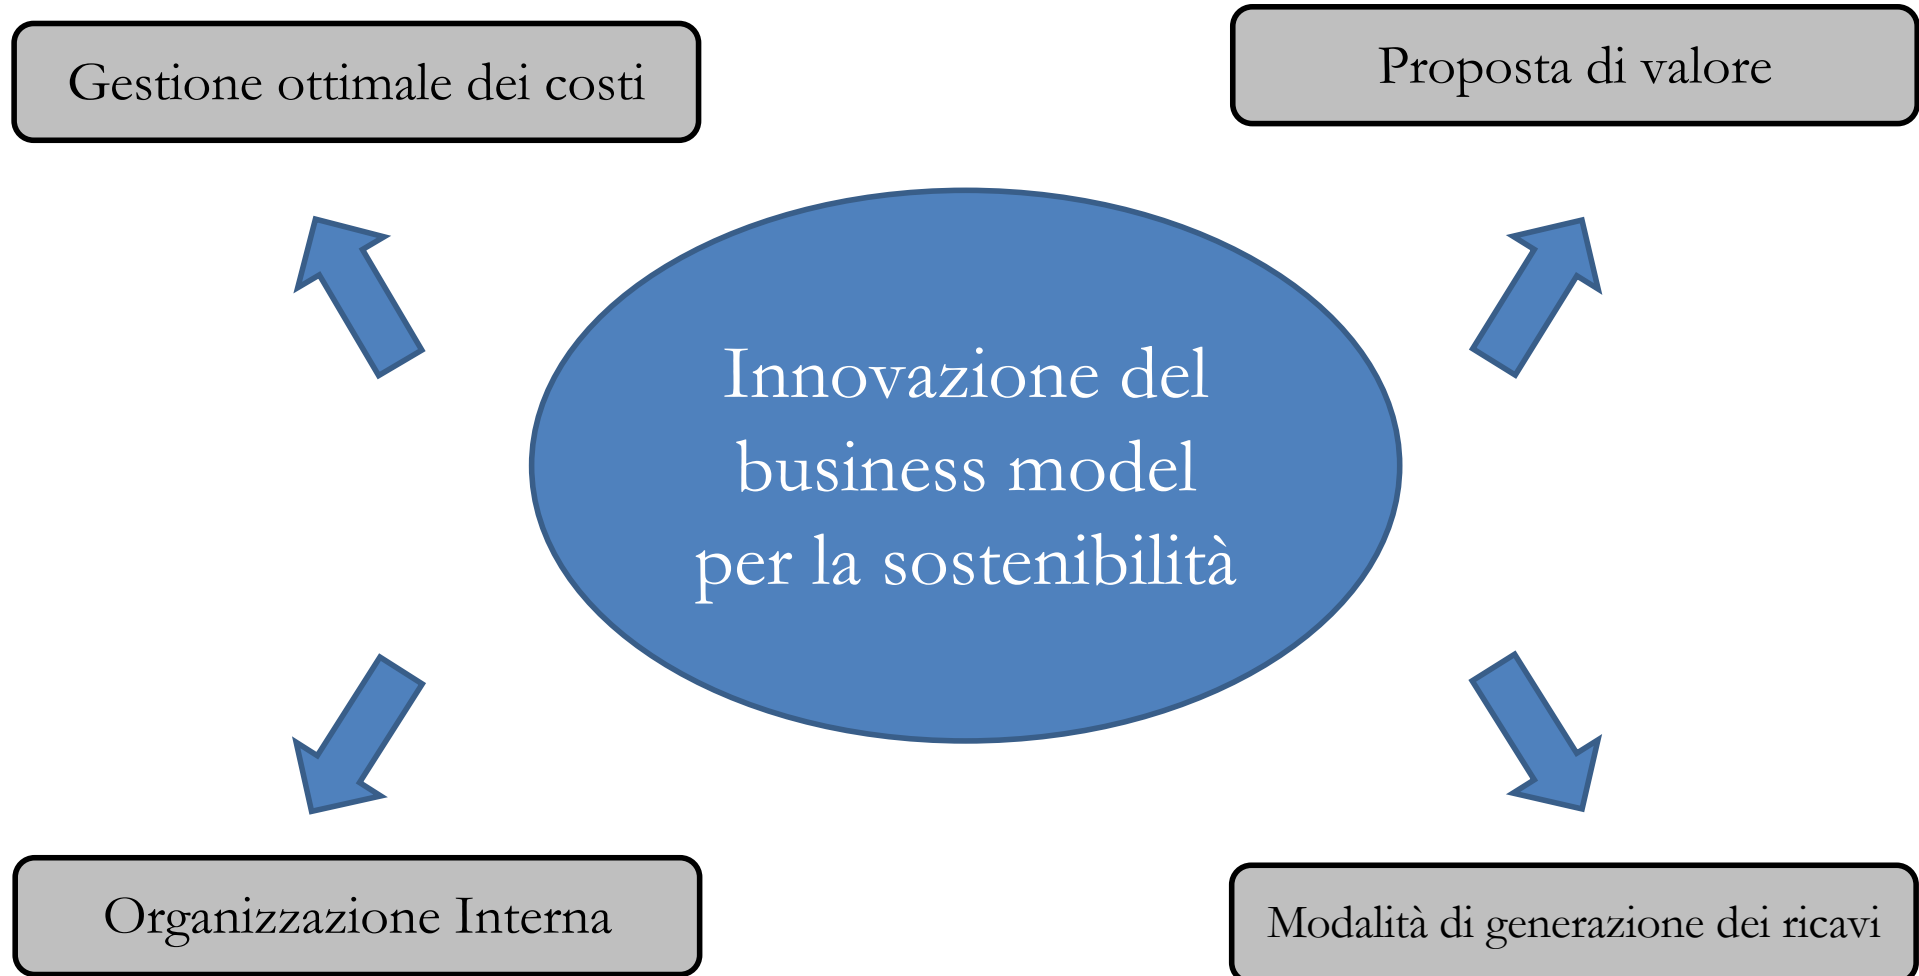 Gestione ottimale dei costi
Proposta di valore
Innovazione del
business model
per la sostenibilità
Organizzazione Interna
Modalità di generazione dei ricavi